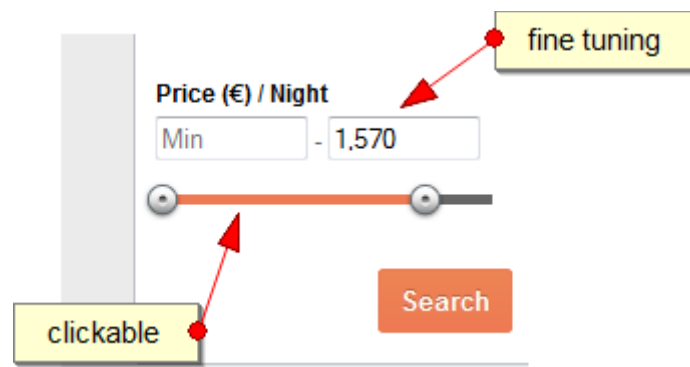 fine tuning
Price (€) / Night
Min - 1,570
Search
clickable